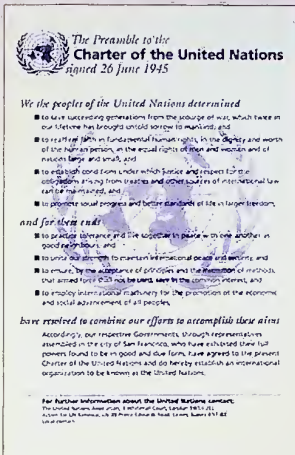 The Preamble to the
Charter of the United Nations
signed 26 June 1945
We the peoples of the United Nations determined
to save succeeding generations from the scourge of war, which twice in
our lifetime has brought untold sorrow to mankind, and
to reaffirm faith in fundamental human rights, in the dignity and worth
of the human person, in the equal rights of men and women and of
nations large and small, and
to establish conditions under which justice and respect for the
obligations arising from treaties and other sources of international law
can be maintained, and
to promote social progress and better standards of life in larger freedom,
and for these ends
to practice tolerance and live together in peace with one another as
good neighbours, and
to unite our strength to maintain international peace and security, and
to ensure, by the acceptance of principles and the institution of methods,
that armed force shall not be used, save in the common interest, and
to employ international machinery for the promotion of the economic
and social advancement of all peoples,
have resolved to combine our efforts to accomplish these aims
Accordingly, our respective Governments, through representatives
assembled in the city of San Francisco, who have exhibited their full
powers found to be in good and due form, have agreed to the present
Charter of the United Nations and do hereby establish an international
organization to be known as the United Nations.
For further information about the United Nations contact:
The United Nations Association, 3 Whitehall Court, London SW1A 2EL